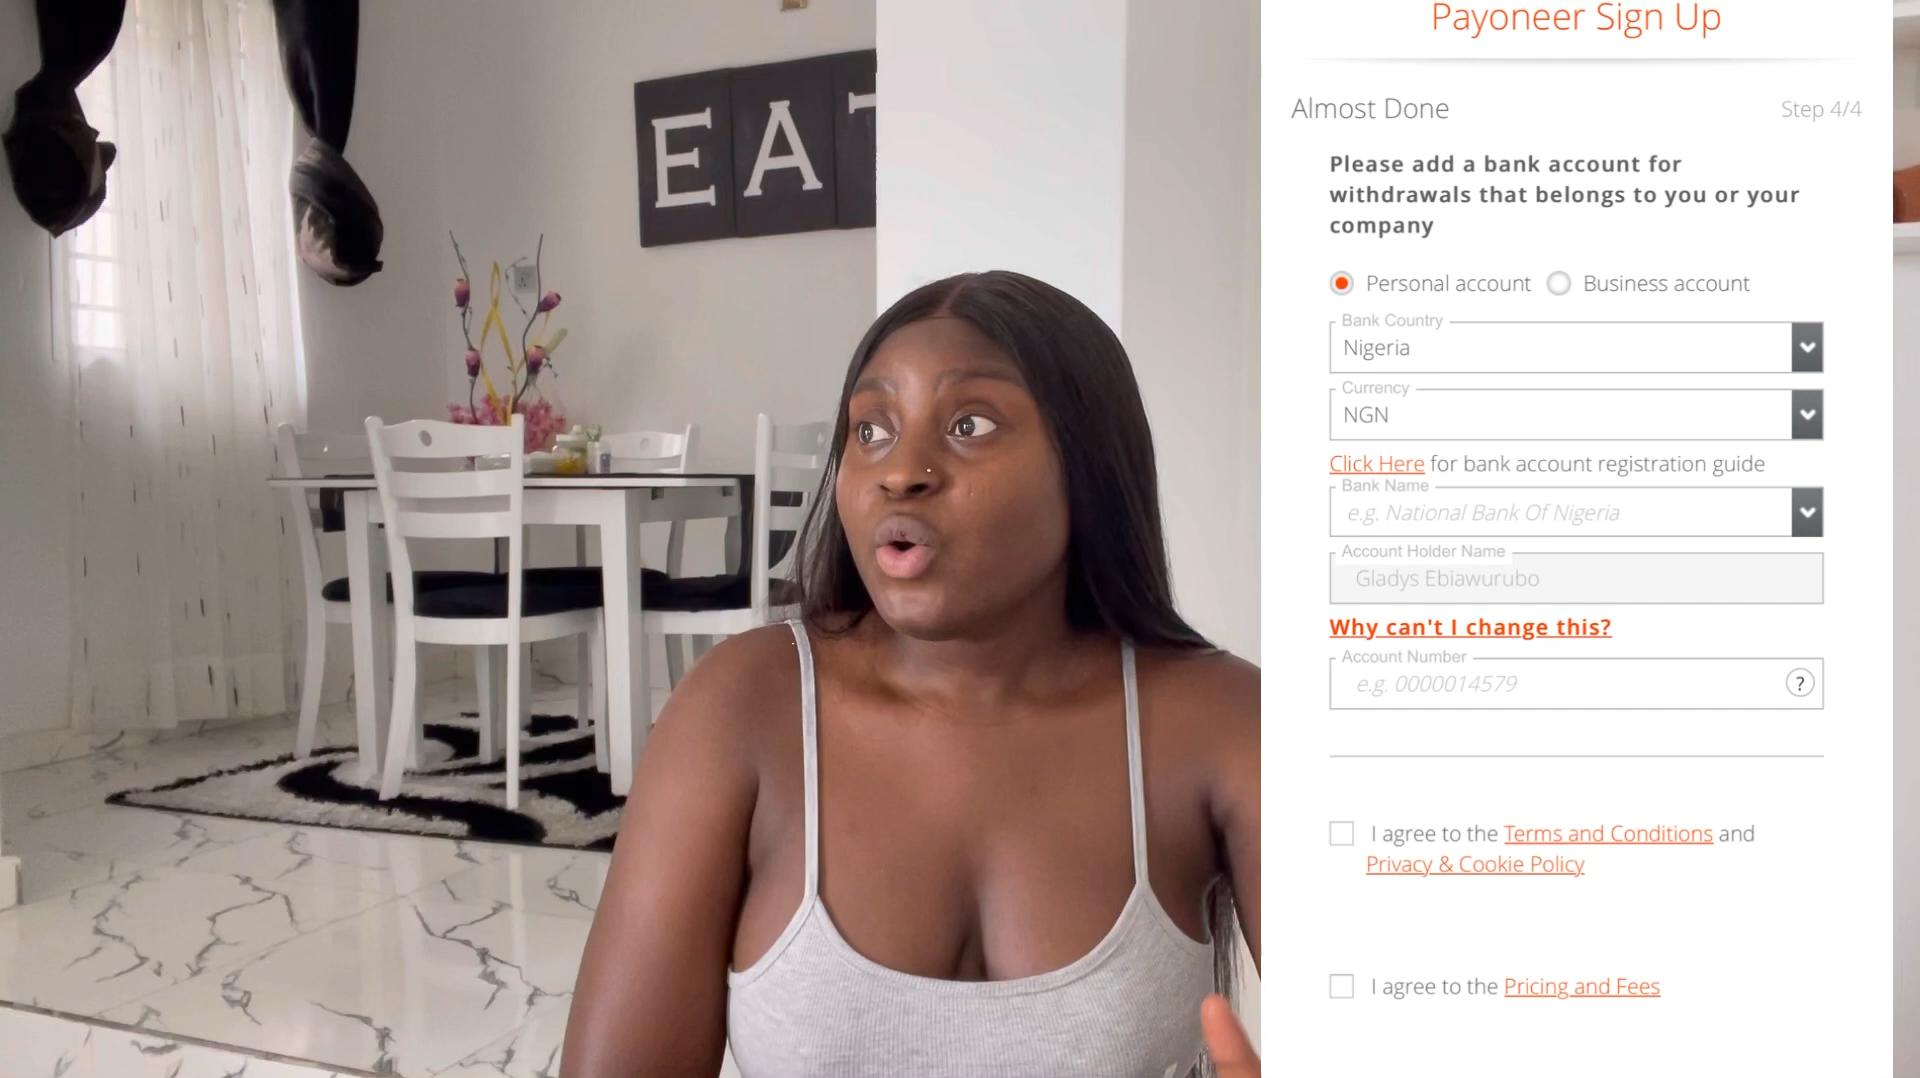 EAT
Payoneer Sign Up
Almost Done
Step 4/4
Please add a bank account for
withdrawals that belongs to you or your
company
Personal account
Business account
Bank Country
Nigeria
Currency
NGN
Click Here for bank account registration guide
Bank Name
e.g. National Bank Of Nigeria
Account Holder Name
Gladys Ebiawurubo
Why can't I change this?
Account Number
e.g. 0000014579
?
I agree to the Terms and Conditions and
Privacy & Cookie Policy
I agree to the Pricing and Fees